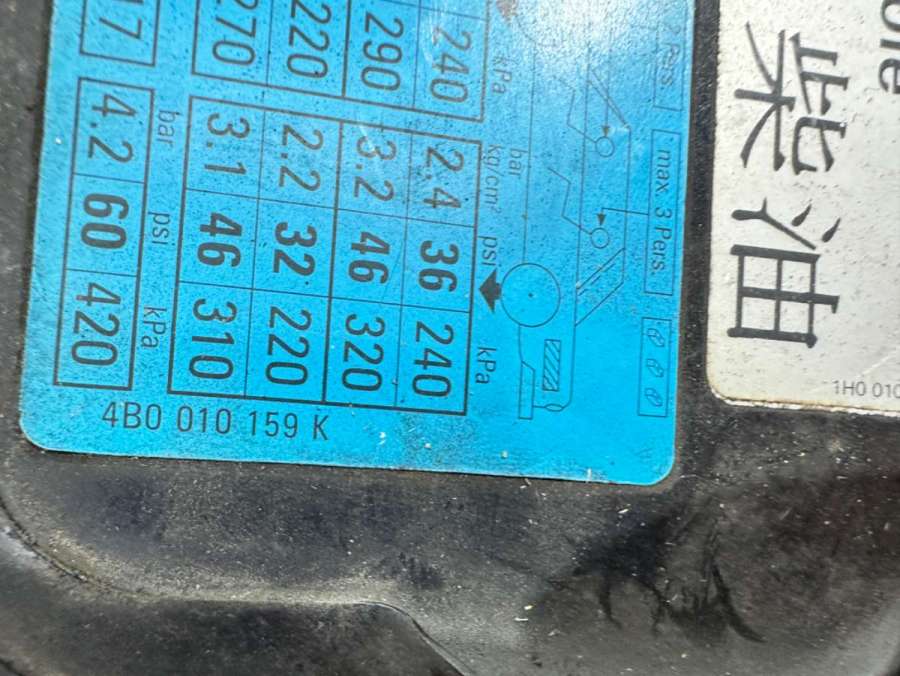 柴油
1H0 010
Pers. max. 3 Pers.
bar
kPa kg/cm² psi kPa
240 2.4 36 240
290 3.2 46 320
220 2.2 32 220
270 3.1 46 310
bar psi kPa
4.2 60 420
4B0 010 159 K